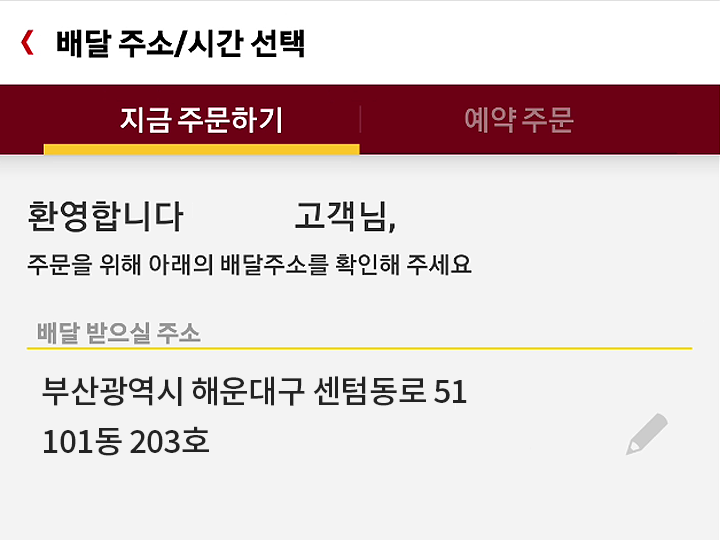 배달 주소/시간 선택
지금 주문하기
예약 주문
환영합니다 고객님,
주문을 위해 아래의 배달주소를 확인해 주세요
배달 받으실 주소
부산광역시 해운대구 센텀동로 51
101동 203호